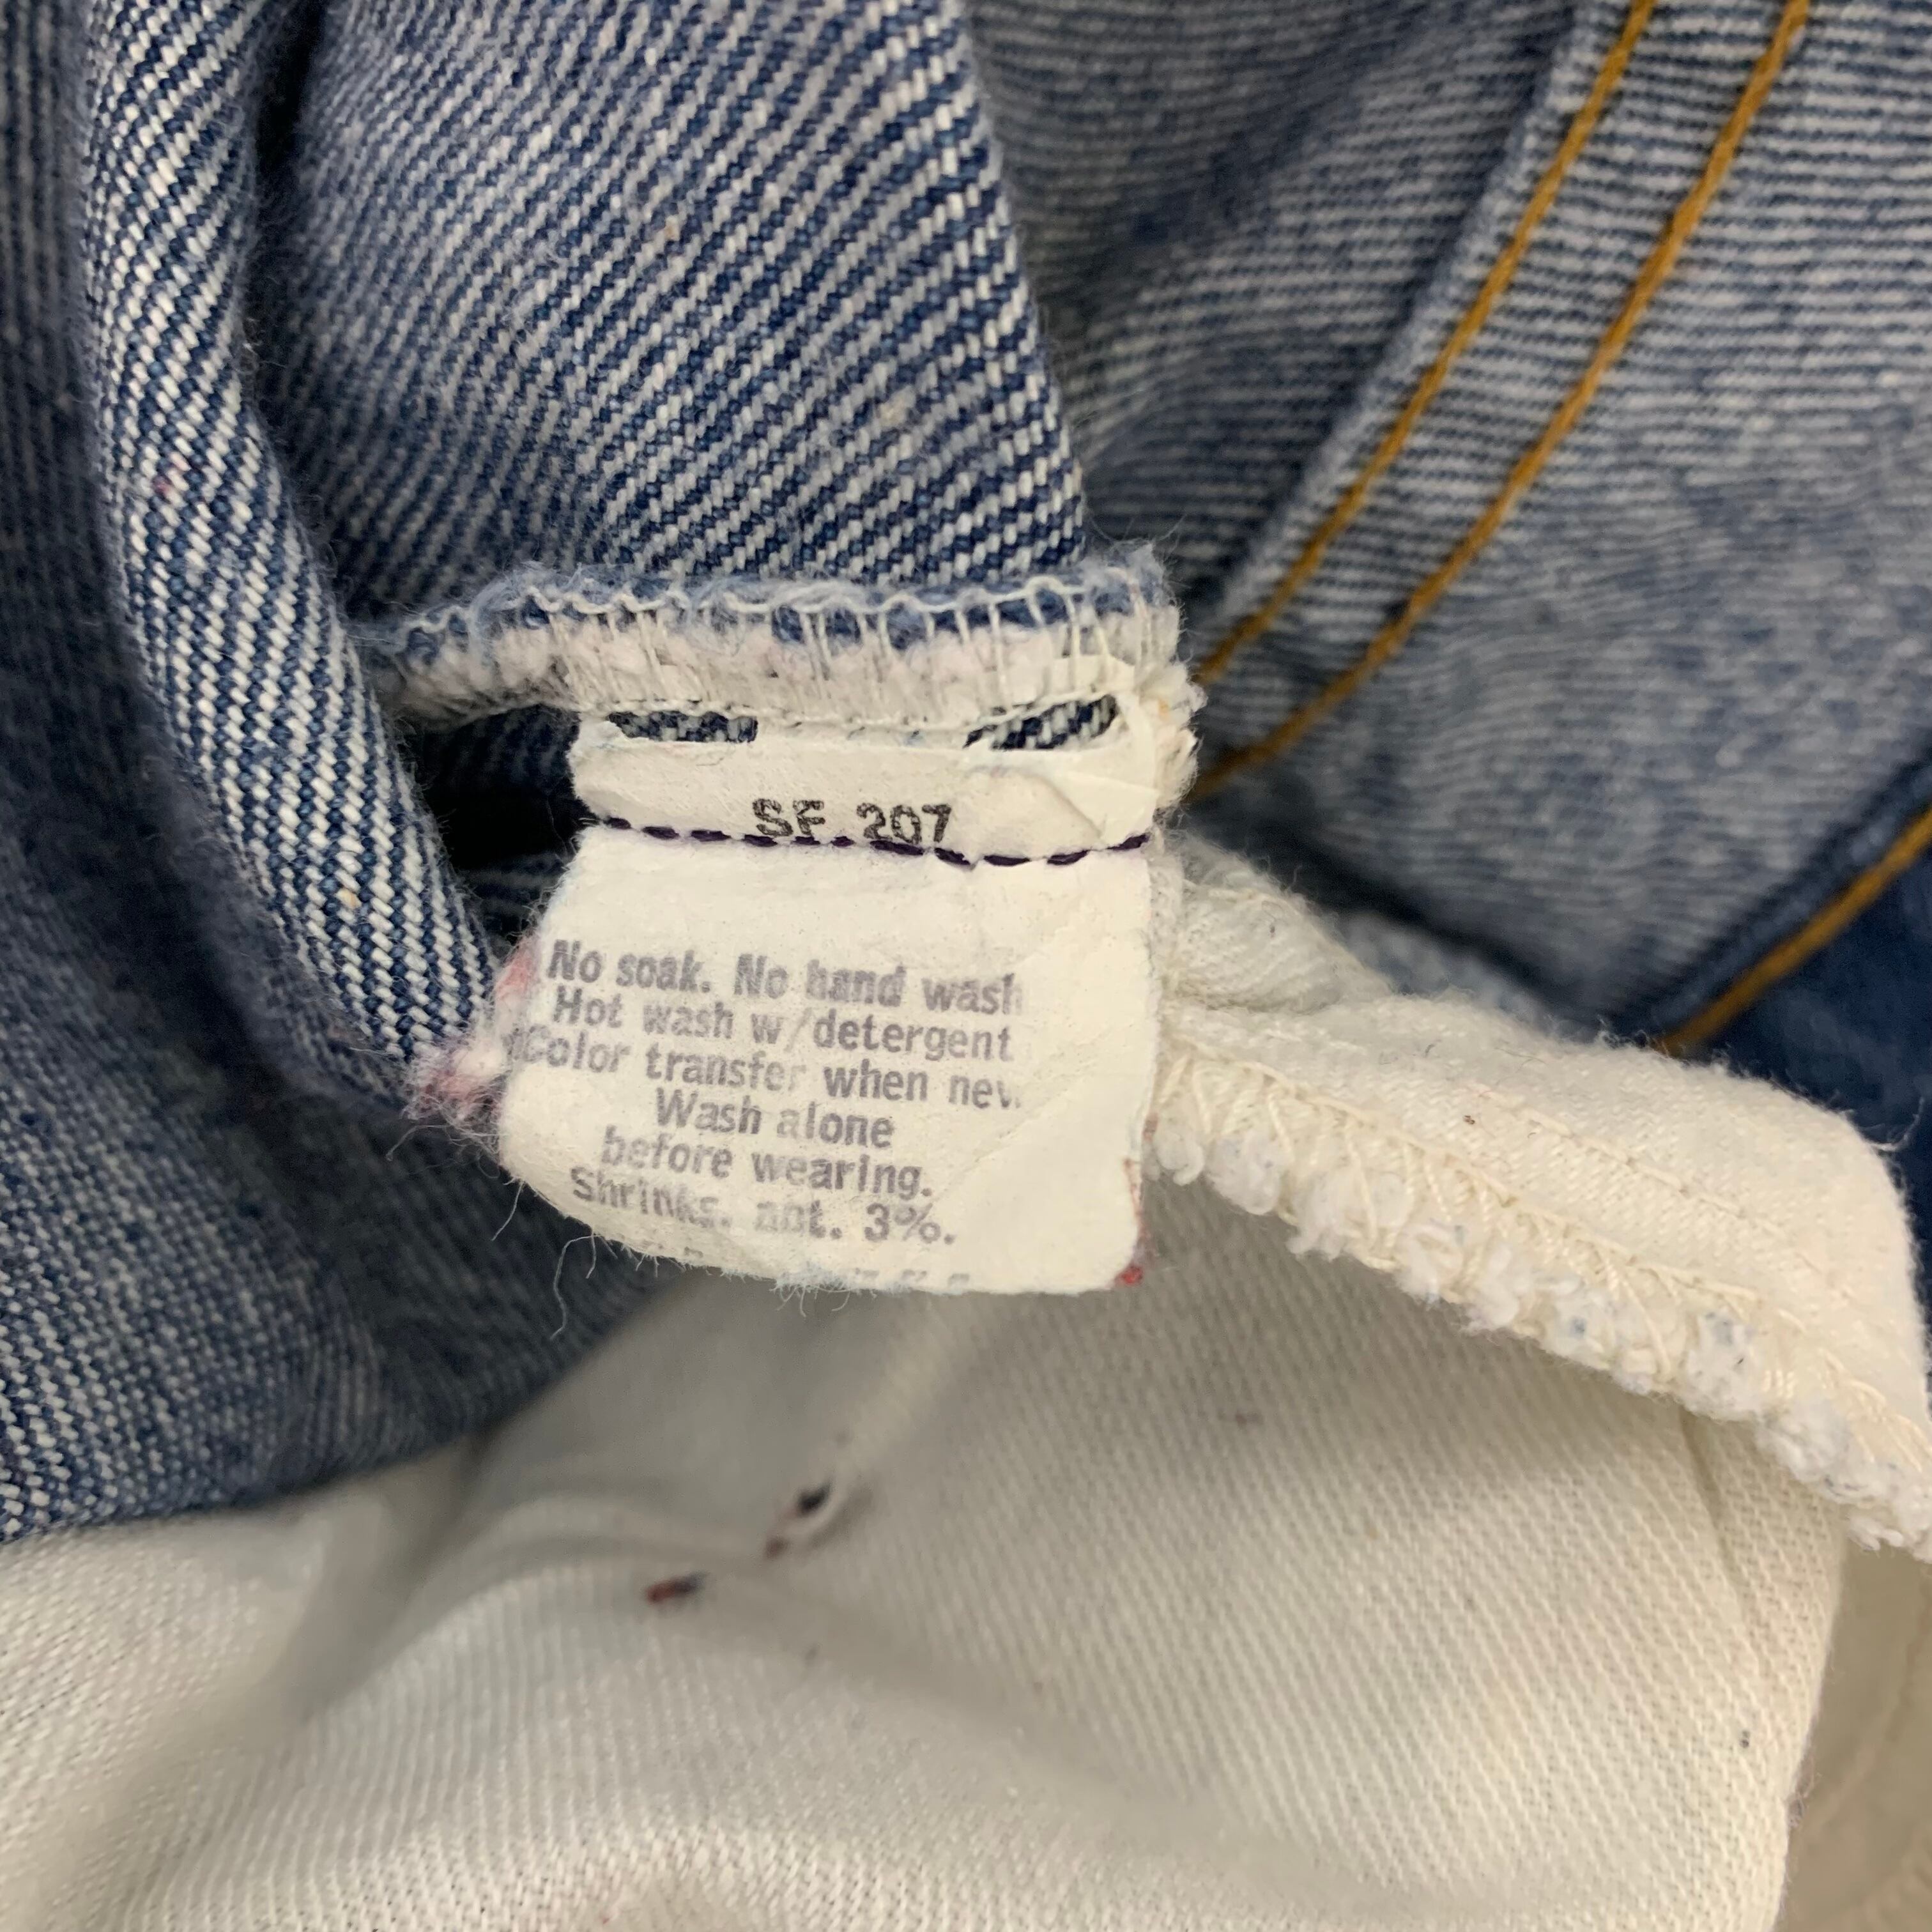 SF 207
No soak. No hand wash
Hot wash w/detergent
Color transfer when new.
Wash alone
before wearing.
Shrinks. apt. 3%.